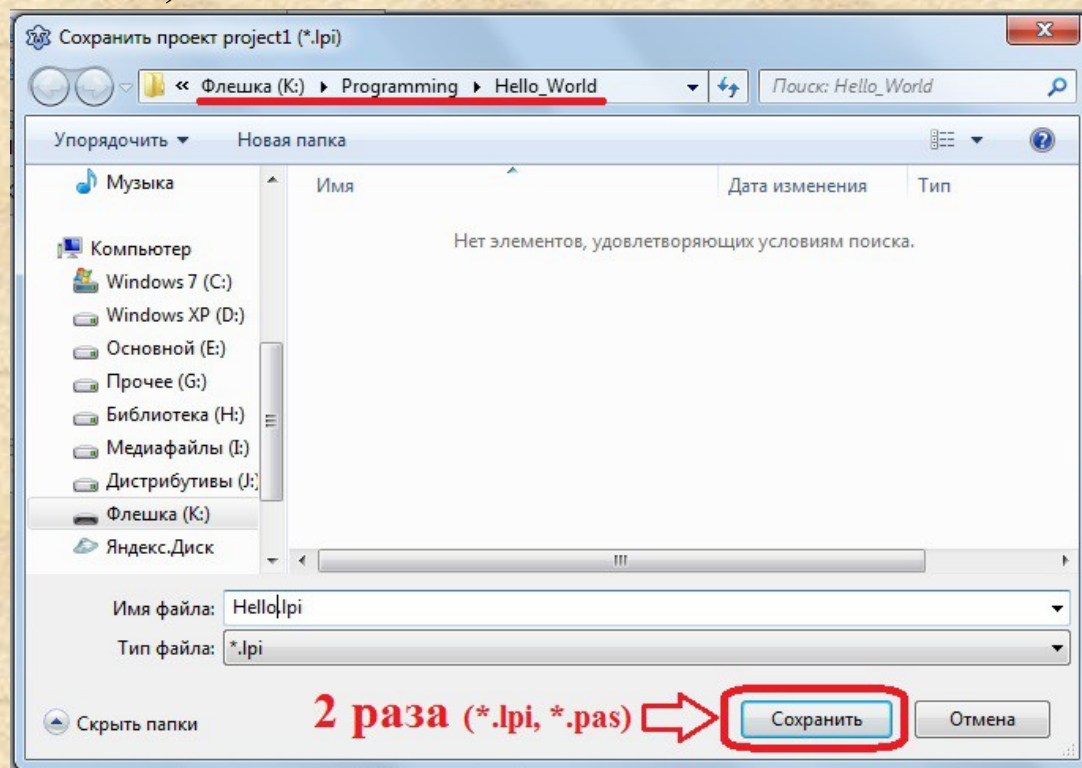 Сохранить проект project1 (*.lpi)
« Флешка (K:) Programming Hello_World Поиск: Hello_World
Упорядочить Новая папка
Музыка
Имя Дата изменения Тип
Нет элементов, удовлетворяющих условиям поиска.
Компьютер
Windows 7 (C:)
Windows XP (D:)
Основной (E:)
Прочее (G:)
Библиотека (H:)
Медиафайлы (I:)
Дистрибутивы (J:)
Флешка (K:)
Яндекс.Диск
Имя файла: Hello.lpi
Тип файла: *.lpi
Скрыть папки 2 раза (*.lpi, *.pas) Сохранить Отмена